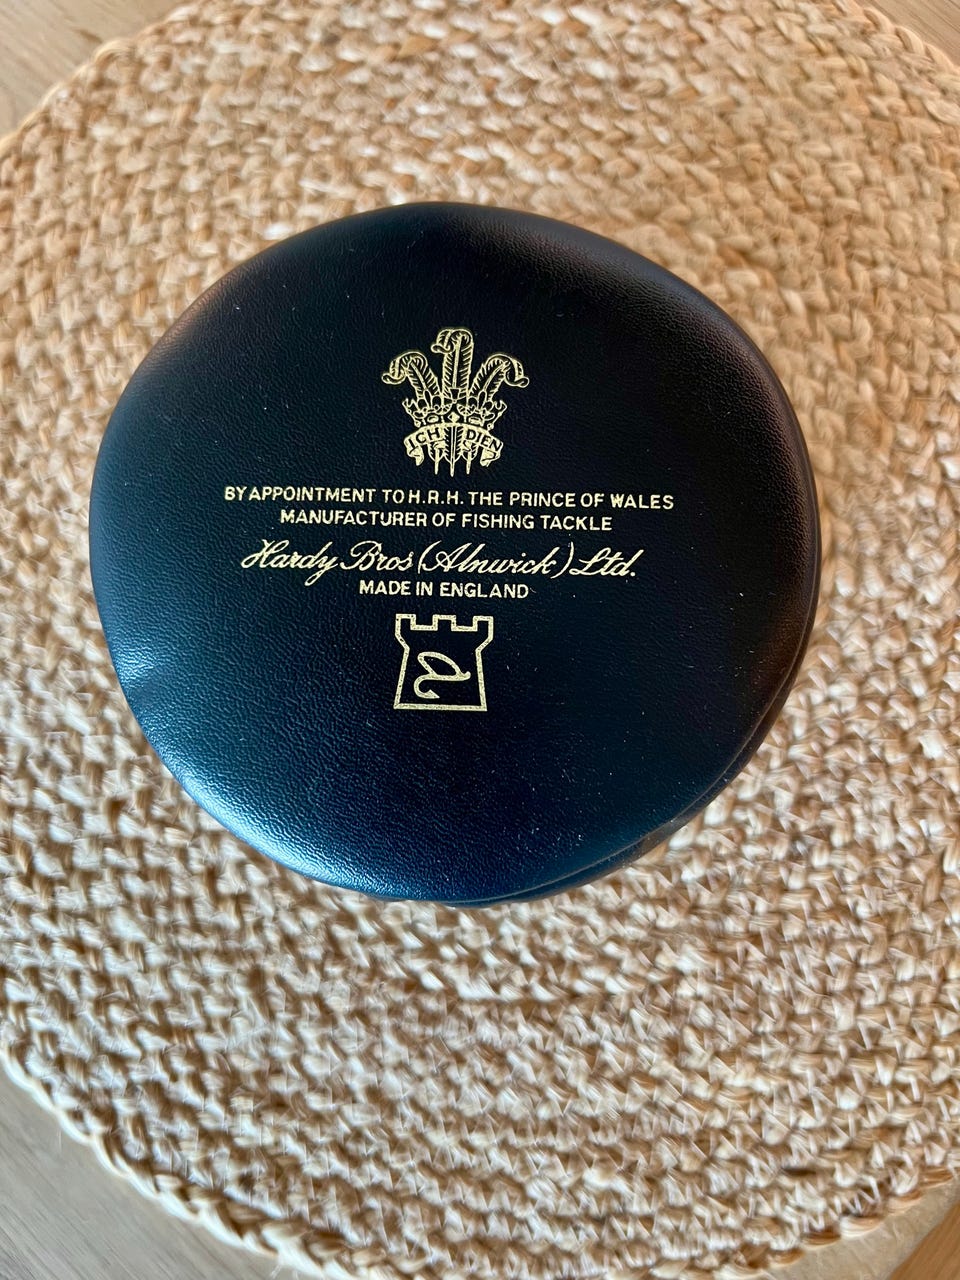 ICH DIEN
BY APPOINTMENT TO H.R.H. THE PRINCE OF WALES
MANUFACTURER OF FISHING TACKLE
Hardy Bros (Alnwick) Ltd.
MADE IN ENGLAND